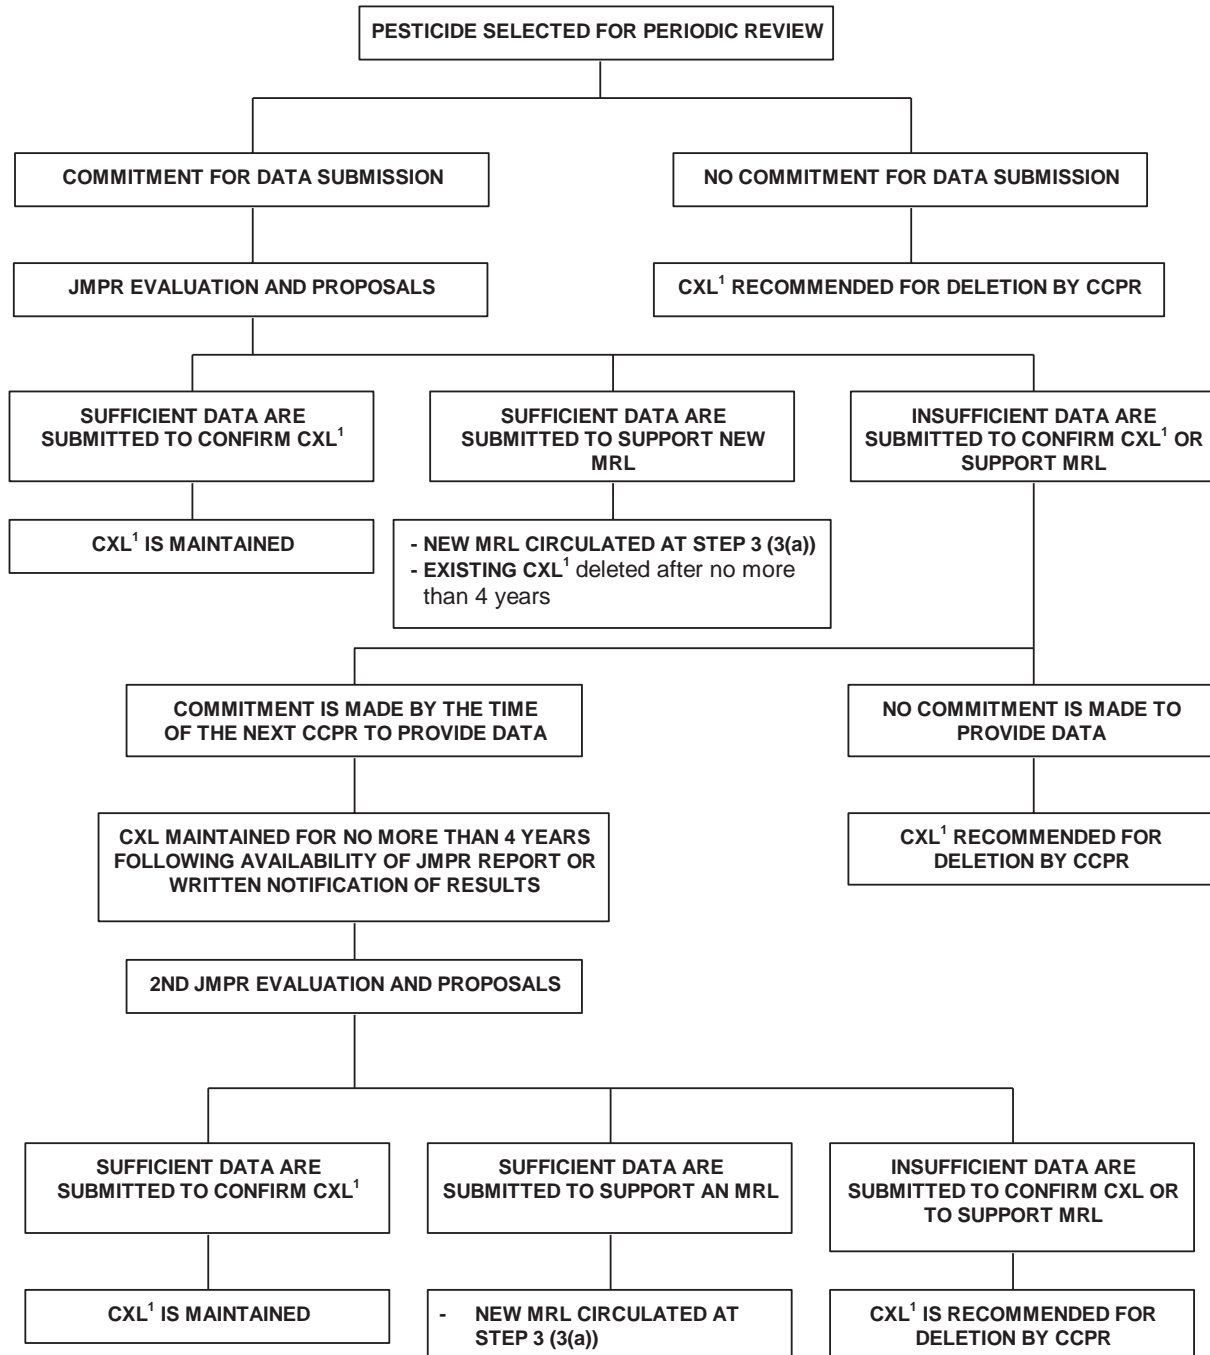 PESTICIDE SELECTED FOR PERIODIC REVIEW
COMMITMENT FOR DATA SUBMISSION
NO COMMITMENT FOR DATA SUBMISSION
JMPR EVALUATION AND PROPOSALS
CXL¹ RECOMMENDED FOR DELETION BY CCPR
SUFFICIENT DATA ARE
SUBMITTED TO CONFIRM CXL¹
SUFFICIENT DATA ARE
SUBMITTED TO SUPPORT NEW
MRL
INSUFFICIENT DATA ARE
SUBMITTED TO CONFIRM CXL¹ OR
SUPPORT MRL
CXL¹ IS MAINTAINED
- NEW MRL CIRCULATED AT STEP 3 (3(a))
- EXISTING CXL¹ deleted after no more
than 4 years
COMMITMENT IS MADE BY THE TIME
OF THE NEXT CCPR TO PROVIDE DATA
NO COMMITMENT IS MADE TO
PROVIDE DATA
CXL MAINTAINED FOR NO MORE THAN 4 YEARS
FOLLOWING AVAILABILITY OF JMPR REPORT OR
WRITTEN NOTIFICATION OF RESULTS
CXL¹ RECOMMENDED FOR
DELETION BY CCPR
2ND JMPR EVALUATION AND PROPOSALS
SUFFICIENT DATA ARE
SUBMITTED TO CONFIRM CXL¹
SUFFICIENT DATA ARE
SUBMITTED TO SUPPORT AN MRL
INSUFFICIENT DATA ARE
SUBMITTED TO CONFIRM CXL OR
TO SUPPORT MRL
CXL¹ IS MAINTAINED
- NEW MRL CIRCULATED AT
STEP 3 (3(a))
CXL¹ IS RECOMMENDED FOR
DELETION BY CCPR